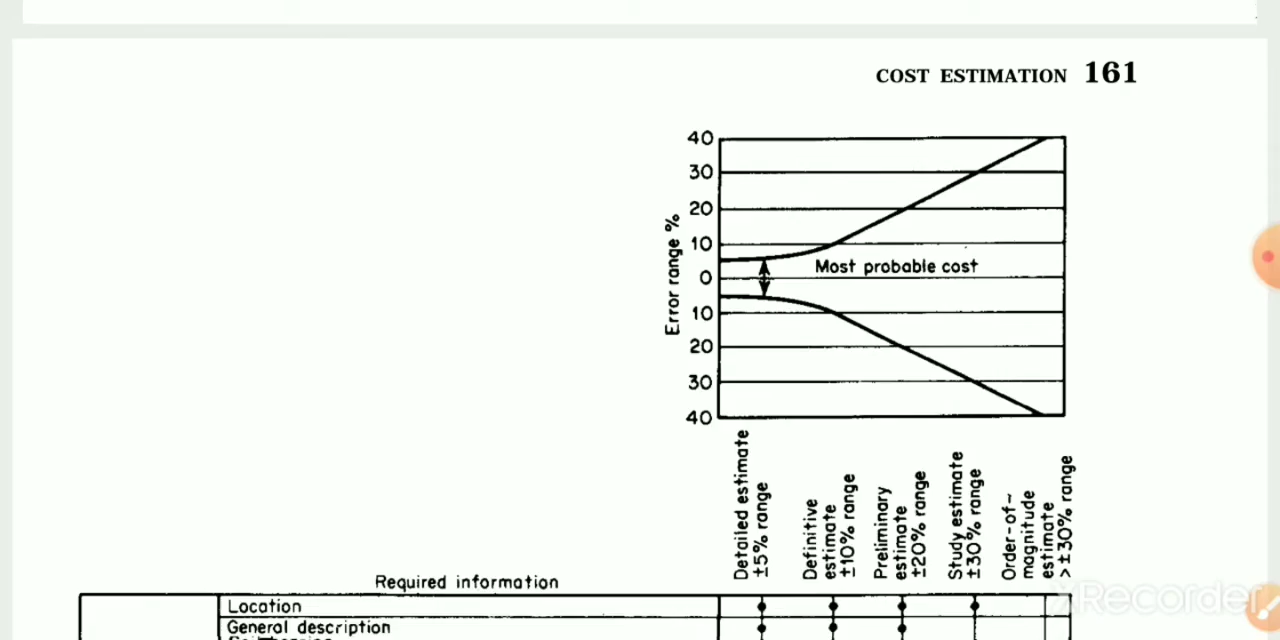 COST ESTIMATION 161
40
30
20
10
0
10
20
30
40
Error range %
Most probable cost
Detailed estimate
±5% range
Definitive
estimate
±10% range
Preliminary
estimate
±20% range
Study estimate
±30% range
Order-of-
magnitude
estimate
>±30% range
Required information
Location
General description
XRecorder